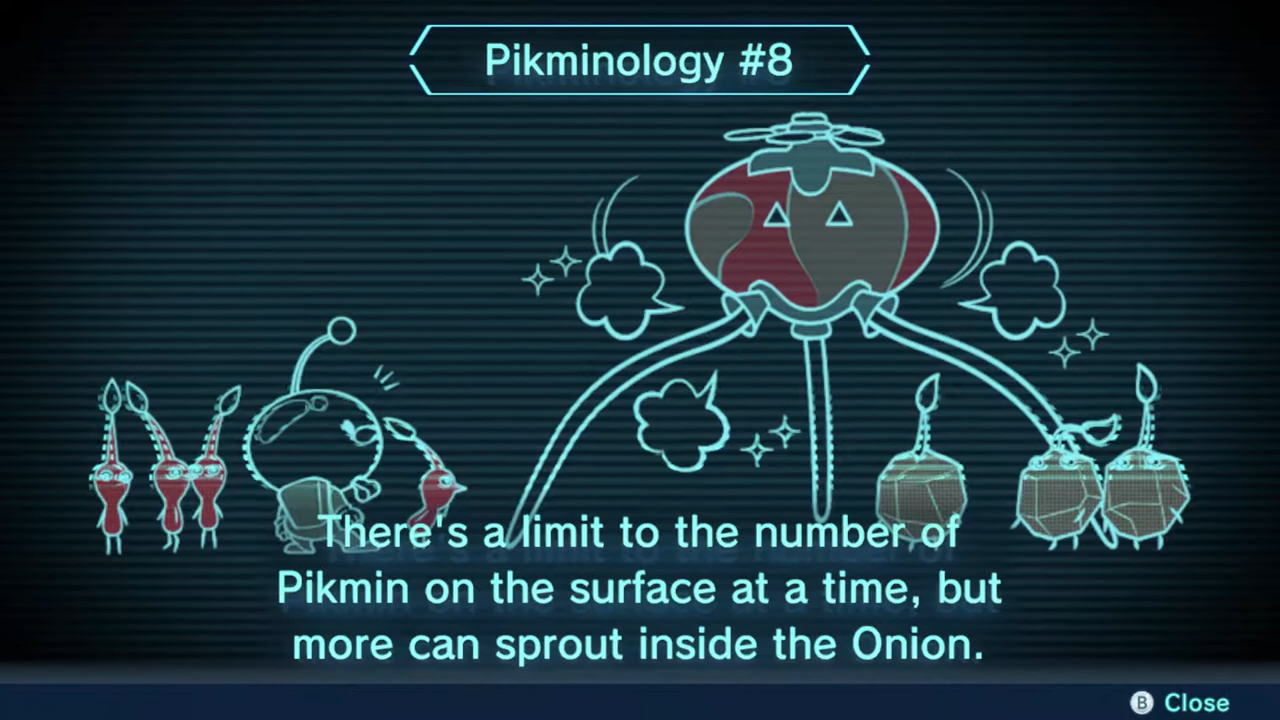 Pikminology #8
There's a limit to the number of
Pikmin on the surface at a time, but
more can sprout inside the Onion.
B Close